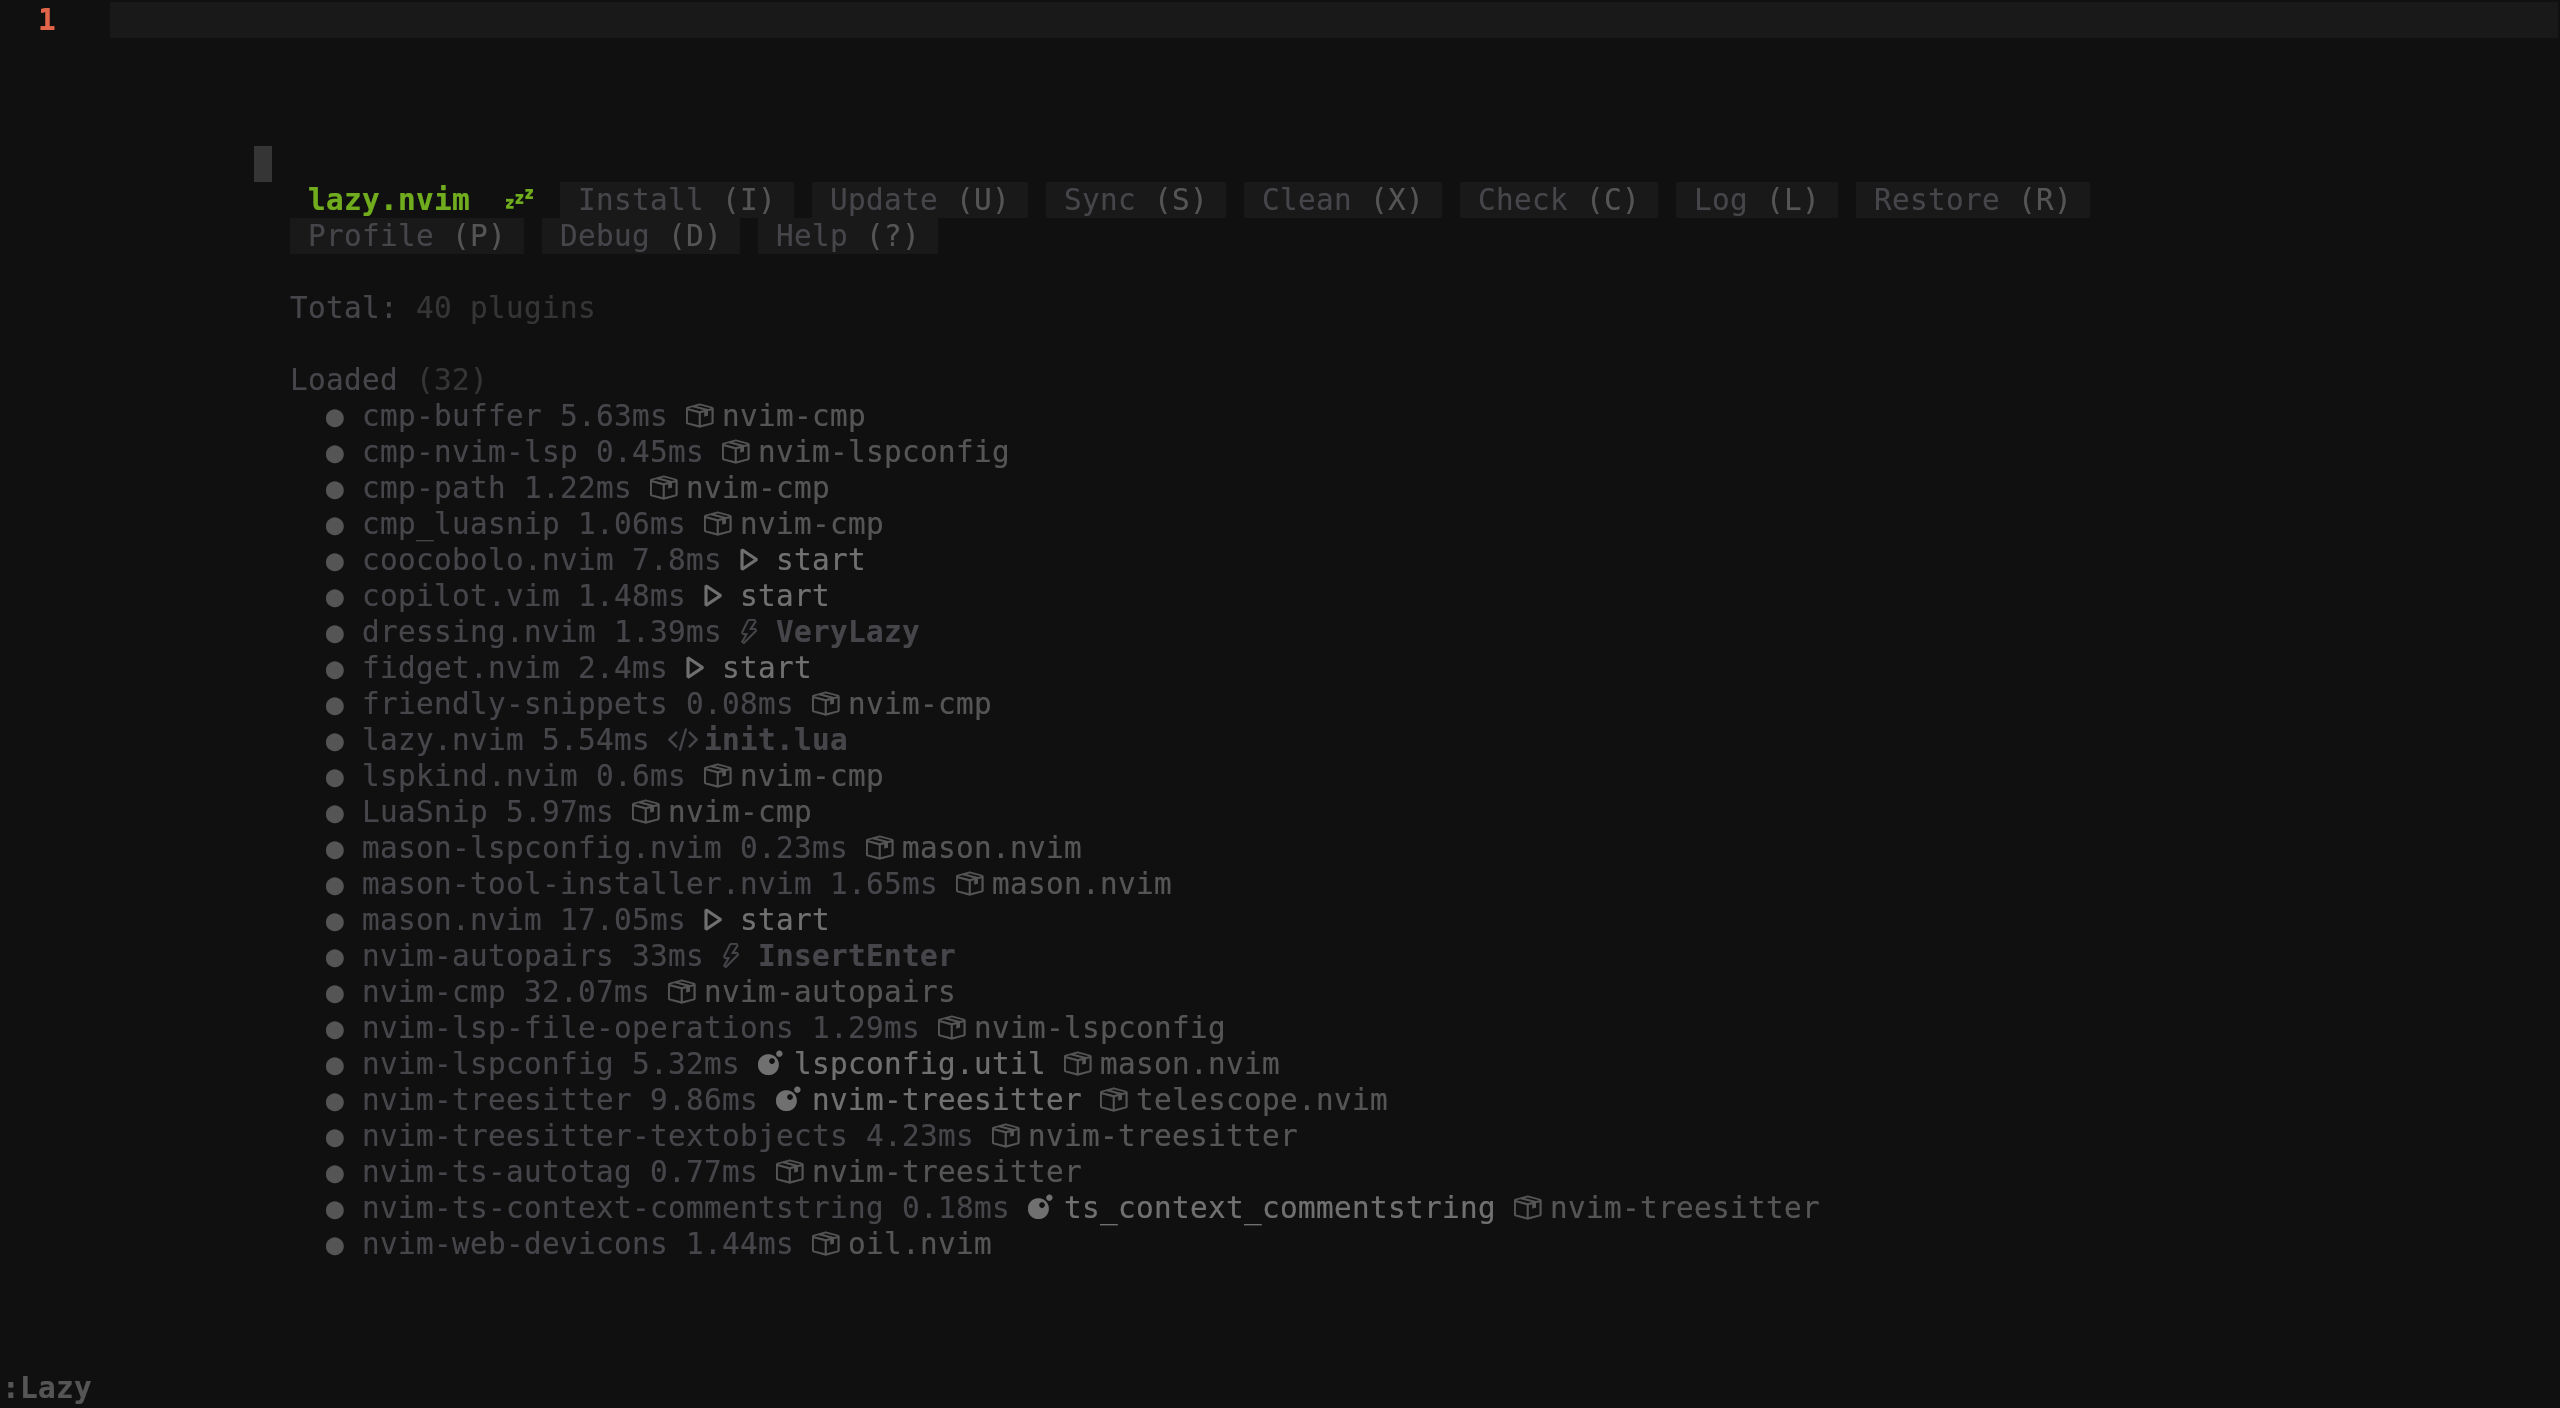 1
lazy.nvim zzz Install (I) Update (U) Sync (S) Clean (X) Check (C) Log (L) Restore (R)
Profile (P) Debug (D) Help (?)
Total: 40 plugins
Loaded (32)
● cmp-buffer 5.63ms nvim-cmp
● cmp-nvim-lsp 0.45ms nvim-lspconfig
● cmp-path 1.22ms nvim-cmp
● cmp_luasnip 1.06ms nvim-cmp
● coocobolo.nvim 7.8ms start
● copilot.vim 1.48ms start
● dressing.nvim 1.39ms VeryLazy
● fidget.nvim 2.4ms start
● friendly-snippets 0.08ms nvim-cmp
● lazy.nvim 5.54ms </> init.lua
● lspkind.nvim 0.6ms nvim-cmp
● LuaSnip 5.97ms nvim-cmp
● mason-lspconfig.nvim 0.23ms mason.nvim
● mason-tool-installer.nvim 1.65ms mason.nvim
● mason.nvim 17.05ms start
● nvim-autopairs 33ms InsertEnter
● nvim-cmp 32.07ms nvim-autopairs
● nvim-lsp-file-operations 1.29ms nvim-lspconfig
● nvim-lspconfig 5.32ms lspconfig.util mason.nvim
● nvim-treesitter 9.86ms nvim-treesitter telescope.nvim
● nvim-treesitter-textobjects 4.23ms nvim-treesitter
● nvim-ts-autotag 0.77ms nvim-treesitter
● nvim-ts-context-commentstring 0.18ms ts_context_commentstring nvim-treesitter
● nvim-web-devicons 1.44ms oil.nvim
:Lazy